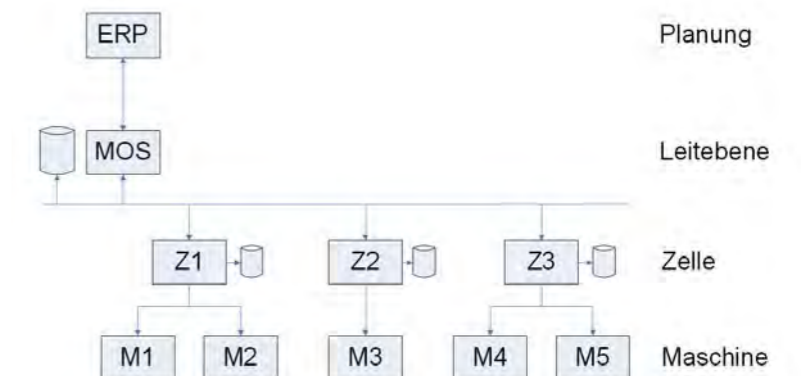 ERP Planung
MOS Leitebene
Z1 Z2 Z3 Zelle
M1 M2 M3 M4 M5 Maschine